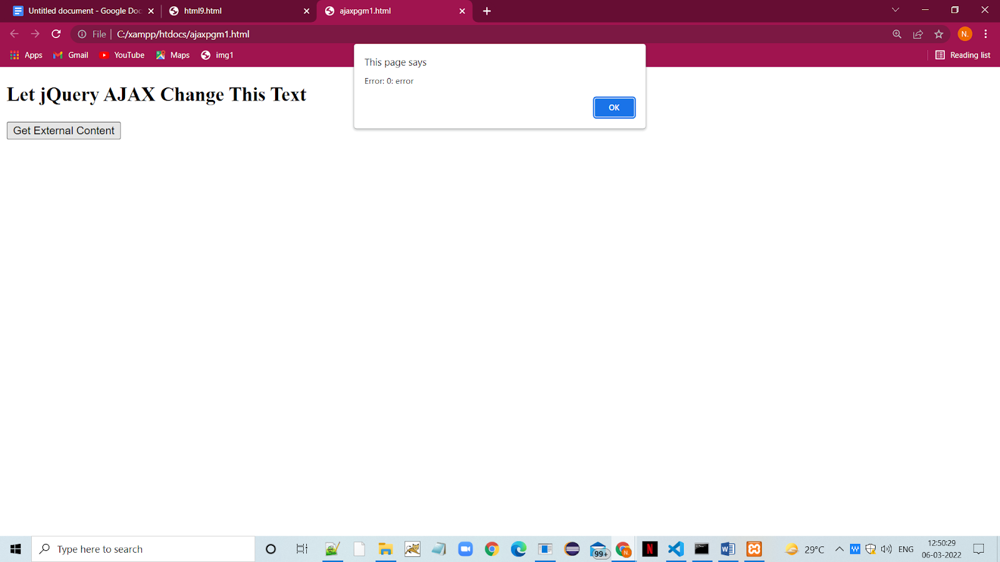 Untitled document - Google Doc
html9.html
ajaxpgm1.html
File | C:/xampp/htdocs/ajaxpgm1.html
N.
Apps
Gmail
YouTube
Maps
img1
Reading list
This page says
Error: 0: error
OK
Let jQuery AJAX Change This Text
Get External Content
Type here to search
99+
N
N
W
29°C
W
ENG
12:50:29
06-03-2022